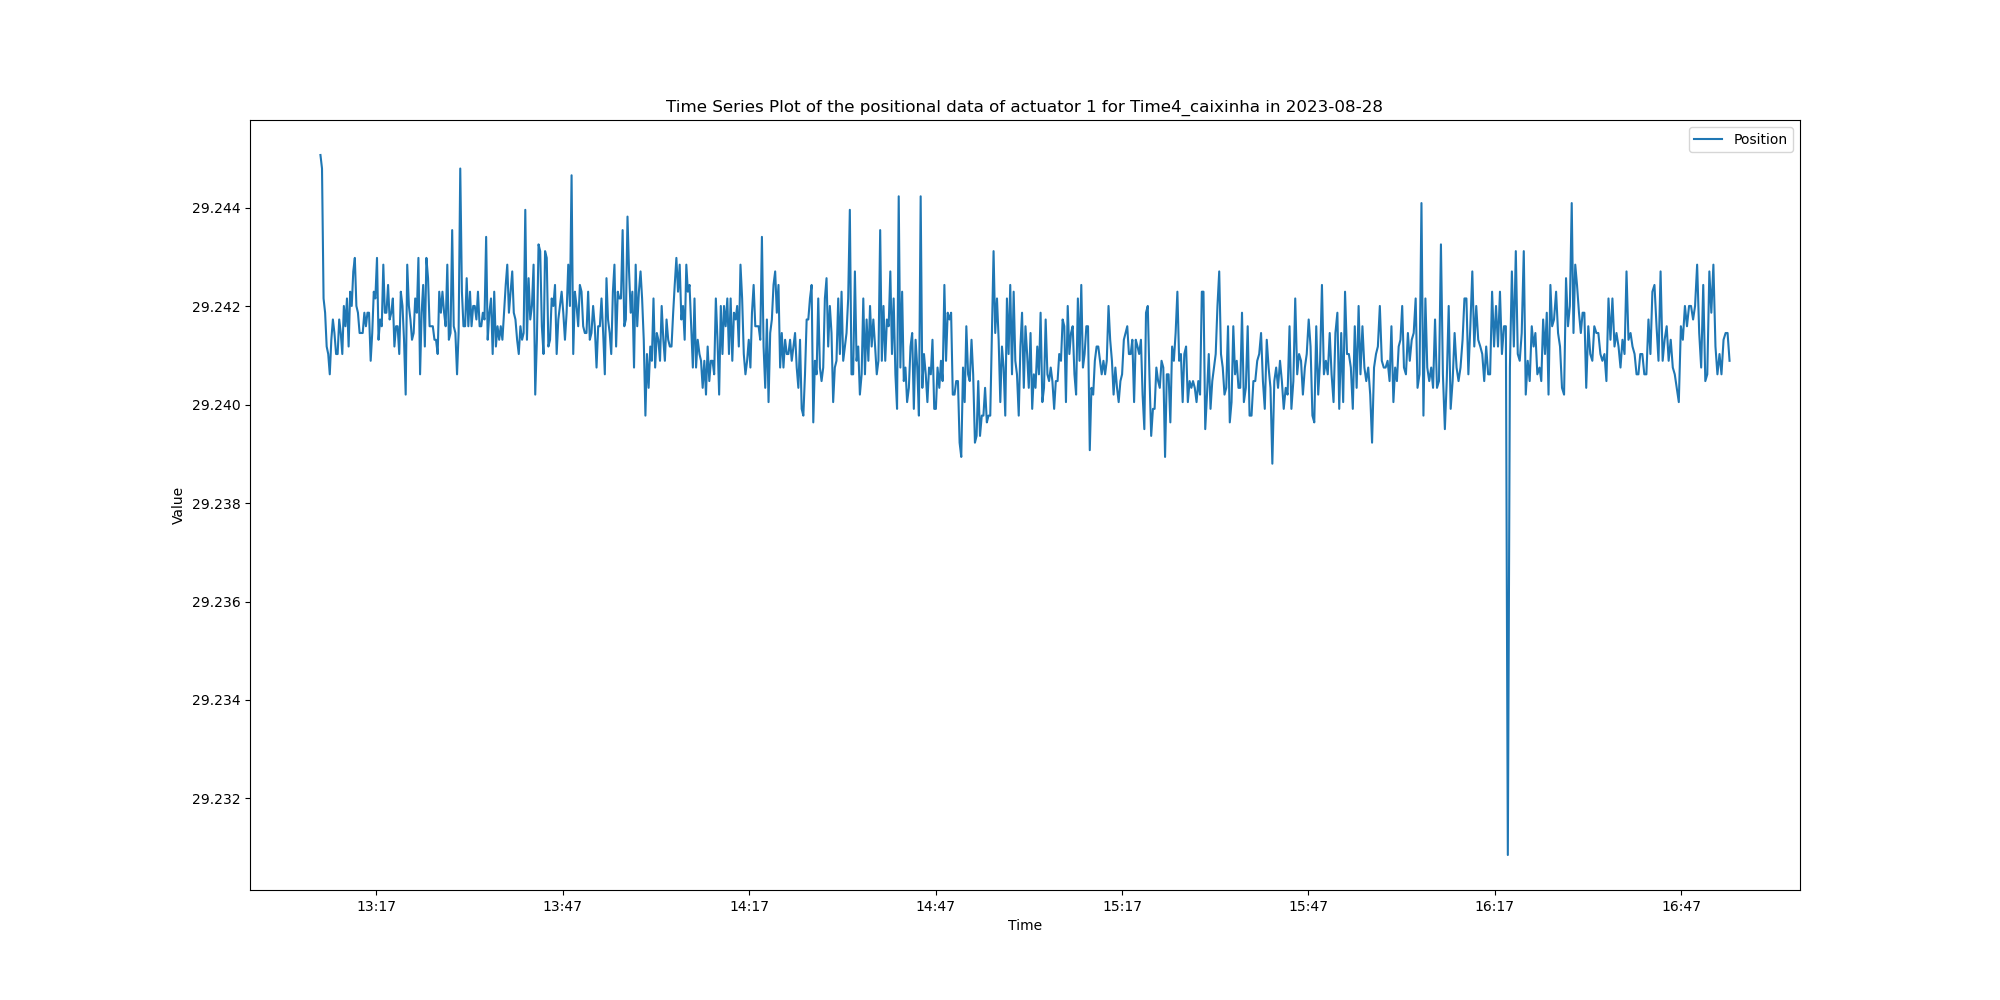 Time Series Plot of the positional data of actuator 1 for Time4_caixinha in 2023-08-28
Position
29.244
29.242
29.240
29.238
29.236
29.234
29.232
Value
13:17 13:47 14:17 14:47 15:17 15:47 16:17 16:47
Time